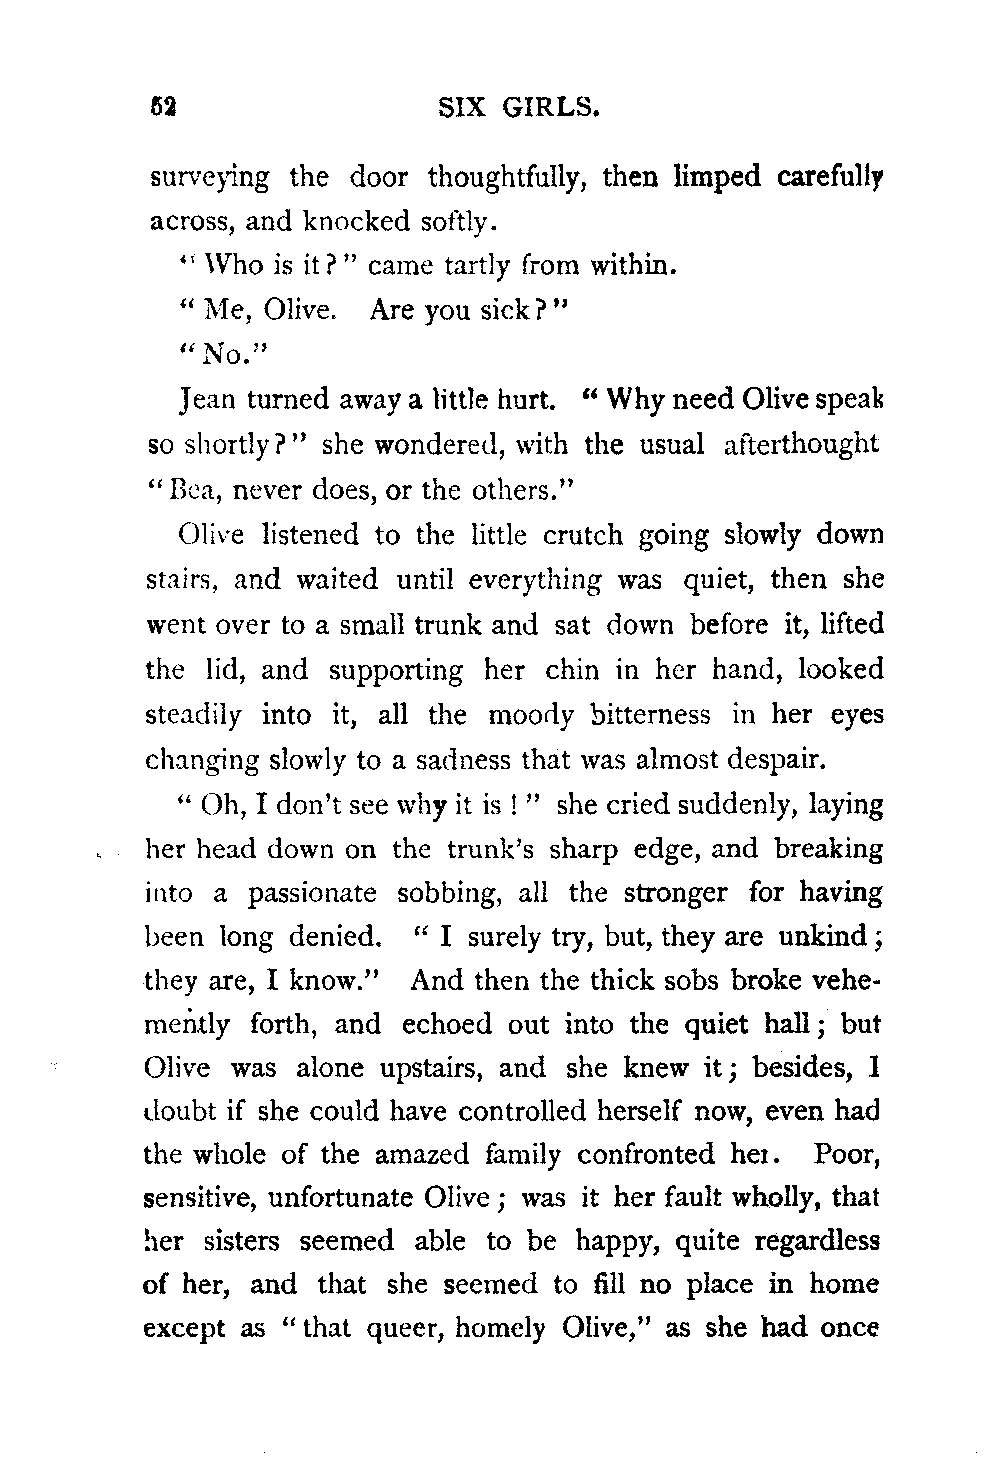 52 SIX GIRLS.
surveying the door thoughtfully, then limped carefully
across, and knocked softly.
" Who is it? " came tartly from within.
" Me, Olive. Are you sick? "
" No."
Jean turned away a little hurt. " Why need Olive speak
so shortly? " she wondered, with the usual afterthought
" Bea, never does, or the others."
Olive listened to the little crutch going slowly down
stairs, and waited until everything was quiet, then she
went over to a small trunk and sat down before it, lifted
the lid, and supporting her chin in her hand, looked
steadily into it, all the moody bitterness in her eyes
changing slowly to a sadness that was almost despair.
" Oh, I don't see why it is ! " she cried suddenly, laying
her head down on the trunk's sharp edge, and breaking
into a passionate sobbing, all the stronger for having
been long denied. " I surely try, but, they are unkind ;
they are, I know." And then the thick sobs broke vehe-
mently forth, and echoed out into the quiet hall ; but
Olive was alone upstairs, and she knew it ; besides, I
doubt if she could have controlled herself now, even had
the whole of the amazed family confronted her. Poor,
sensitive, unfortunate Olive ; was it her fault wholly, that
her sisters seemed able to be happy, quite regardless
of her, and that she seemed to fill no place in home
except as " that queer, homely Olive," as she had once